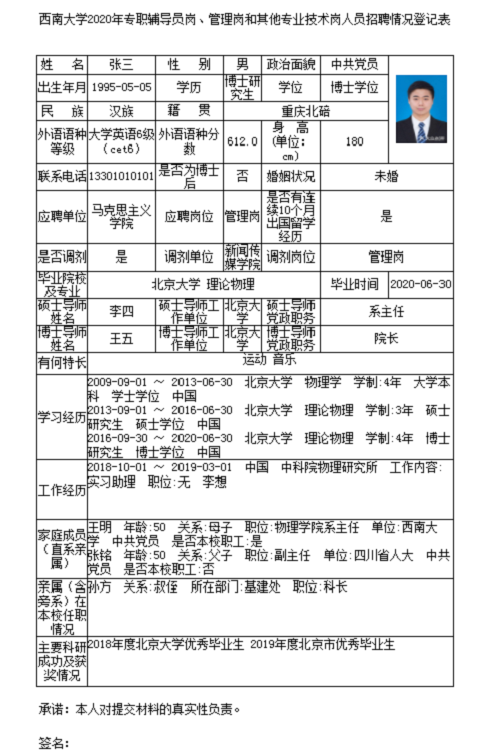 西南大学2020年专职辅导员岗、管理岗和其他专业技术岗人员招聘情况登记表
姓 名 张三 性 别 男 政治面貌 中共党员
出生年月 1995-05-05 学历 博士研究生 学位 博士学位
民 族 汉族 籍 贯 重庆北碚
外语语种等级 大学英语6级（cet6） 外语语种分数 612.0 身 高(单位：cm) 180
联系电话 13301010101 是否为博士后 否 婚姻状况 未婚
应聘单位 马克思主义学院 应聘岗位 管理岗 是否有连续10个月出国留学经历 是
是否调剂 是 调剂单位 新闻传媒学院 调剂岗位 管理岗
毕业院校及专业 北京大学 理论物理 毕业时间 2020-06-30
硕士导师姓名 李四 硕士导师工作单位 北京大学 硕士导师党政职务 系主任
博士导师姓名 王五 博士导师工作单位 北京大学 博士导师党政职务 院长
有何特长 运动 音乐
学习经历
2009-09-01 ~ 2013-06-30 北京大学 物理学 学制:4年 大学本
科 学士学位 中国
2013-09-01 ~ 2016-06-30 北京大学 理论物理 学制:3年 硕士
研究生 硕士学位 中国
2016-09-30 ~ 2020-06-30 北京大学 理论物理 学制:4年 博士
研究生 博士学位 中国
工作经历
2018-10-01 ~ 2019-03-01 中国 中科院物理研究所 工作内容:
实习助理 职位:无 李想
家庭成员（直系亲属）
王明 年龄:50 关系:母子 职位:物理学院系主任 单位:西南大
学 中共党员 是否本校职工:是
张铭 年龄:50 关系:父子 职位:副主任 单位:四川省人大 中共
党员 是否本校职工:否
亲属（含旁系）在本校任职情况
孙方 关系:叔侄 所在部门:基建处 职位:科长
主要科研成功及获奖情况
2018年度北京大学优秀毕业生 2019年度北京市优秀毕业生
承诺：本人对提交材料的真实性负责。
签名：